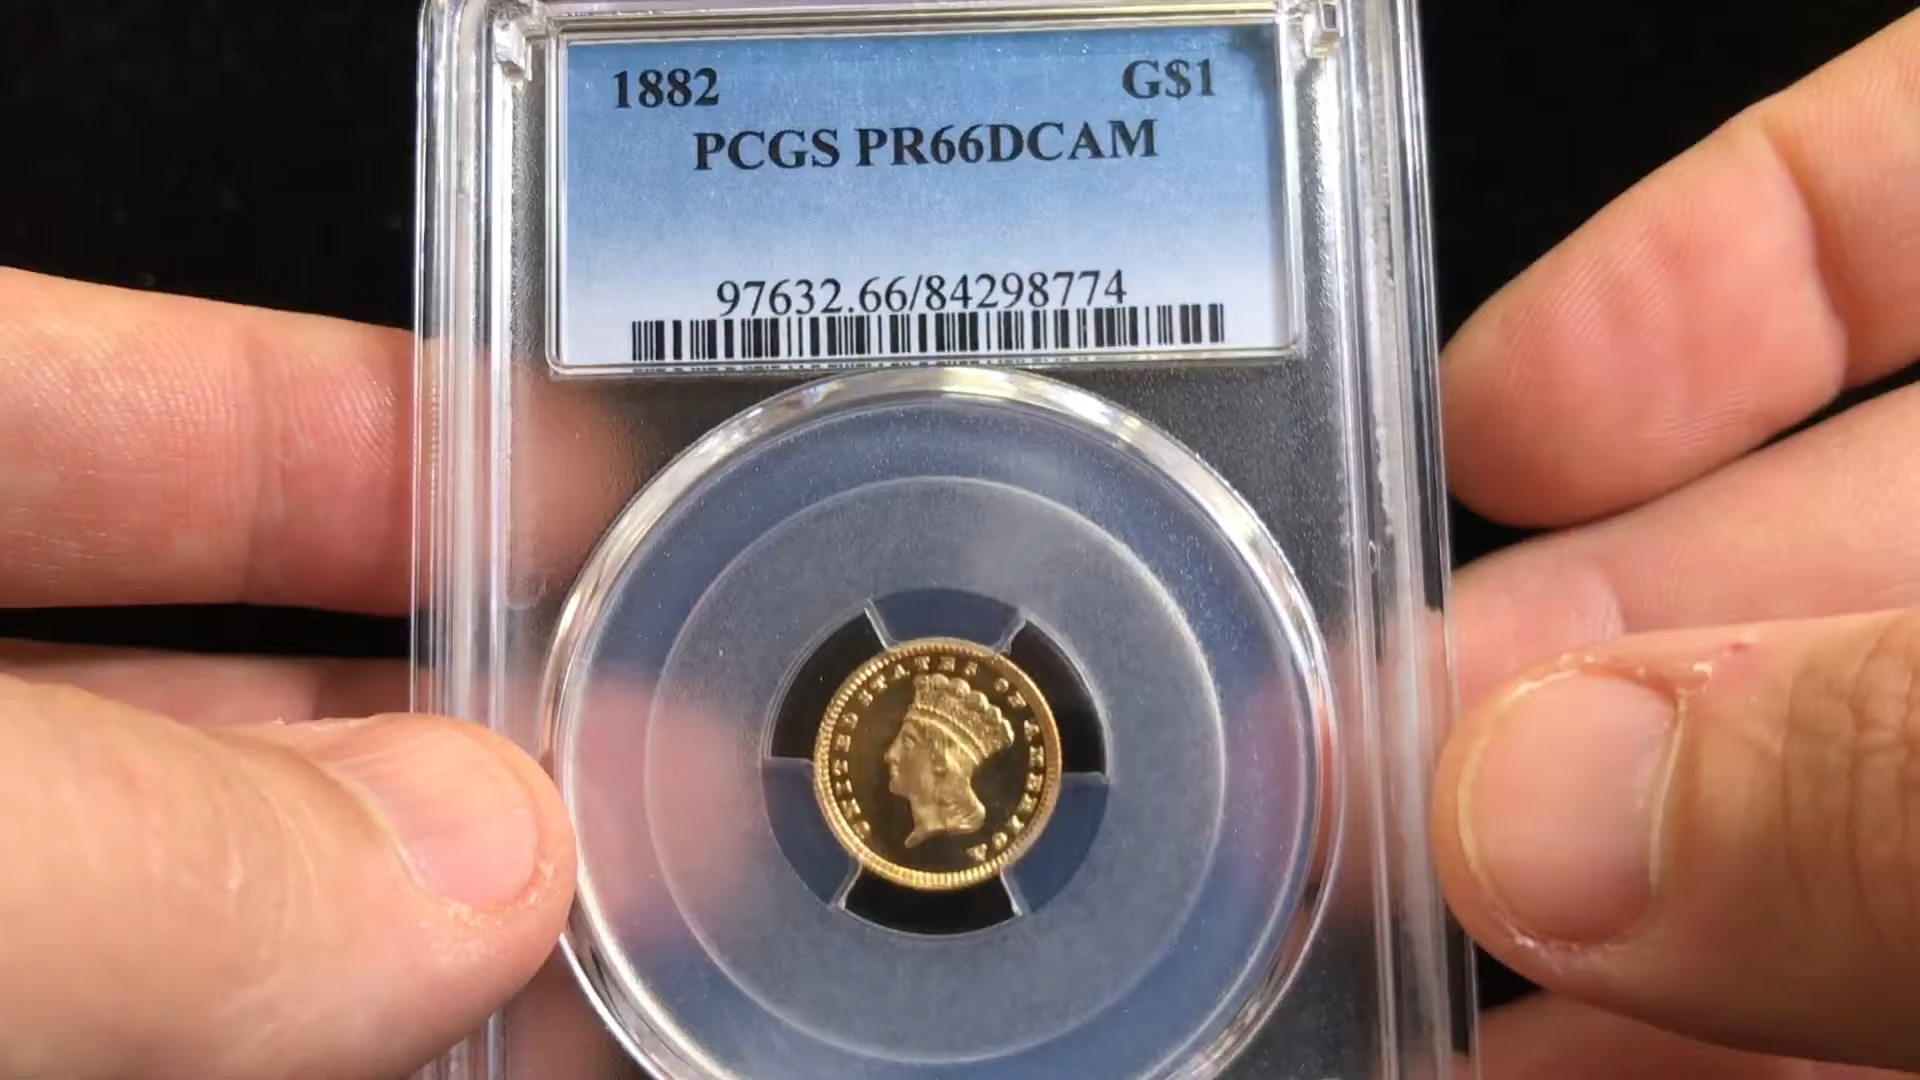 1882 G$1
PCGS PR66DCAM
97632.66/84298774
UNITED STATES OF AMERICA